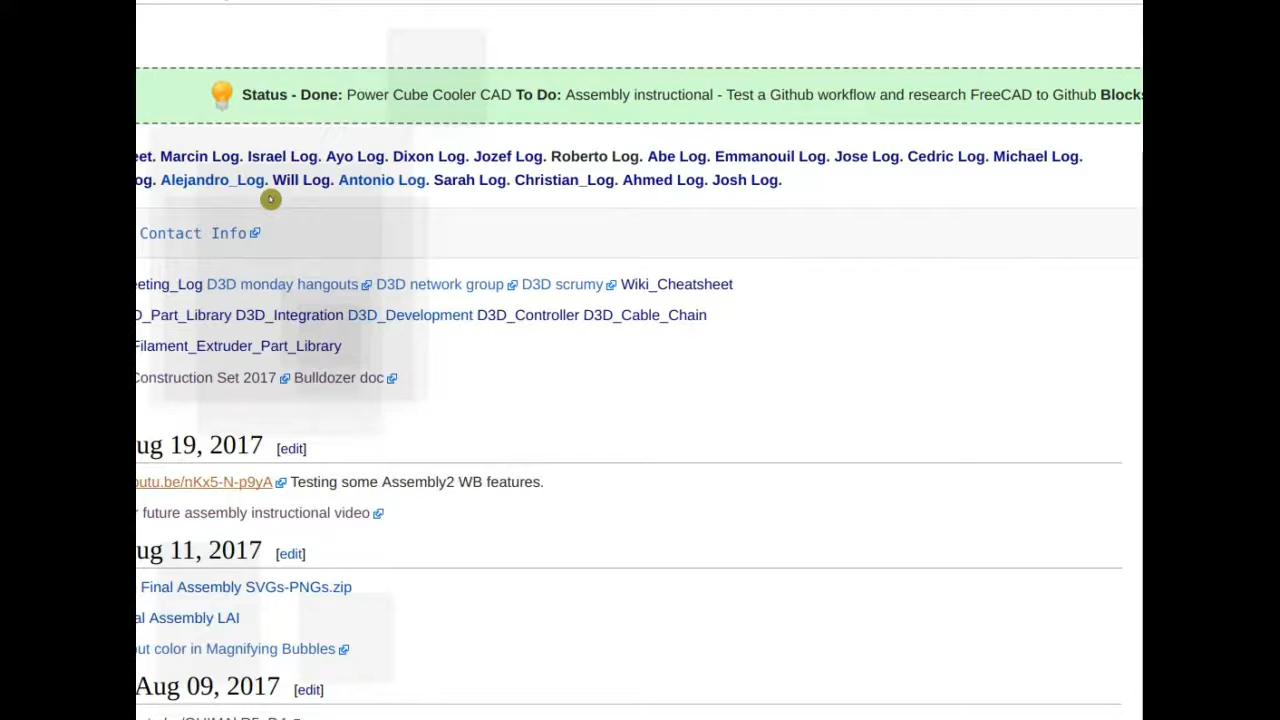 Status - Done: Power Cube Cooler CAD To Do: Assembly instructional - Test a Github workflow and research FreeCAD to Github Blocks
eet. Marcin Log. Israel Log. Ayo Log. Dixon Log. Jozef Log. Roberto Log. Abe Log. Emmanouil Log. Jose Log. Cedric Log. Michael Log.
og. Alejandro_Log. Will Log. Antonio Log. Sarah Log. Christian_Log. Ahmed Log. Josh Log.
Contact Info
eeting_Log D3D monday hangouts D3D network group D3D scrumy Wiki_Cheatsheet
D_Part_Library D3D_Integration D3D_Development D3D_Controller D3D_Cable_Chain
Filament_Extruder_Part_Library
Construction Set 2017 Bulldozer doc
ug 19, 2017 [edit]
outu.be/nKx5-N-p9yA Testing some Assembly2 WB features.
r future assembly instructional video
ug 11, 2017 [edit]
Final Assembly SVGs-PNGs.zip
al Assembly LAI
out color in Magnifying Bubbles
Aug 09, 2017 [edit]